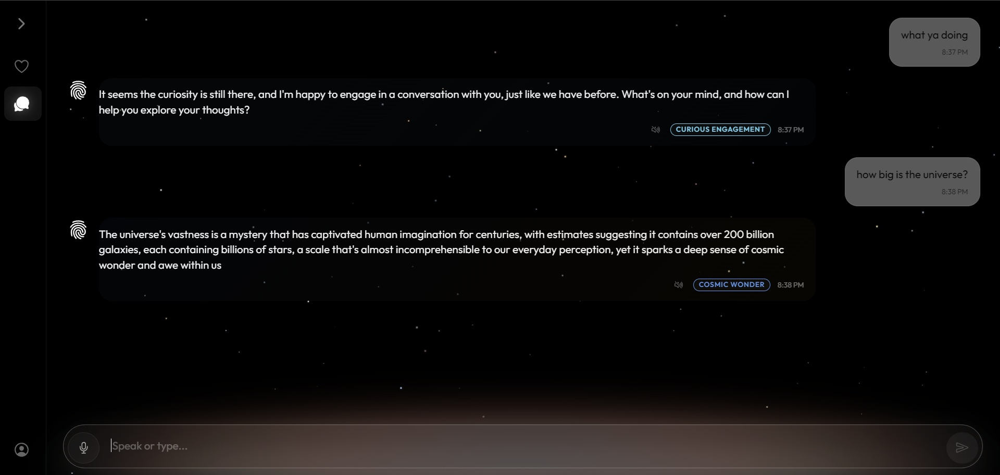 what ya doing
8:37 PM
It seems the curiosity is still there, and I'm happy to engage in a conversation with you, just like we have before. What's on your mind, and how can I
help you explore your thoughts?
CURIOUS ENGAGEMENT 8:37 PM
how big is the universe?
8:38 PM
The universe's vastness is a mystery that has captivated human imagination for centuries, with estimates suggesting it contains over 200 billion
galaxies, each containing billions of stars, a scale that's almost incomprehensible to our everyday perception, yet it sparks a deep sense of cosmic
wonder and awe within us
COSMIC WONDER 8:38 PM
Speak or type...